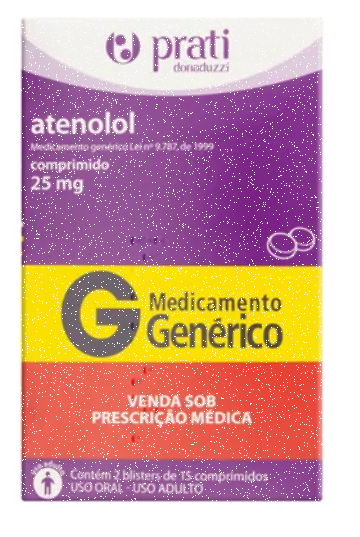 prati
donaduzzi
atenolol
Medicamento genérico Lei nº 9.787, de 1999
comprimido
25 mg
G Medicamento
Genérico
VENDA SOB
PRESCRIÇÃO MÉDICA
Contém 2 blísteres de 15 comprimidos
USO ORAL - USO ADULTO